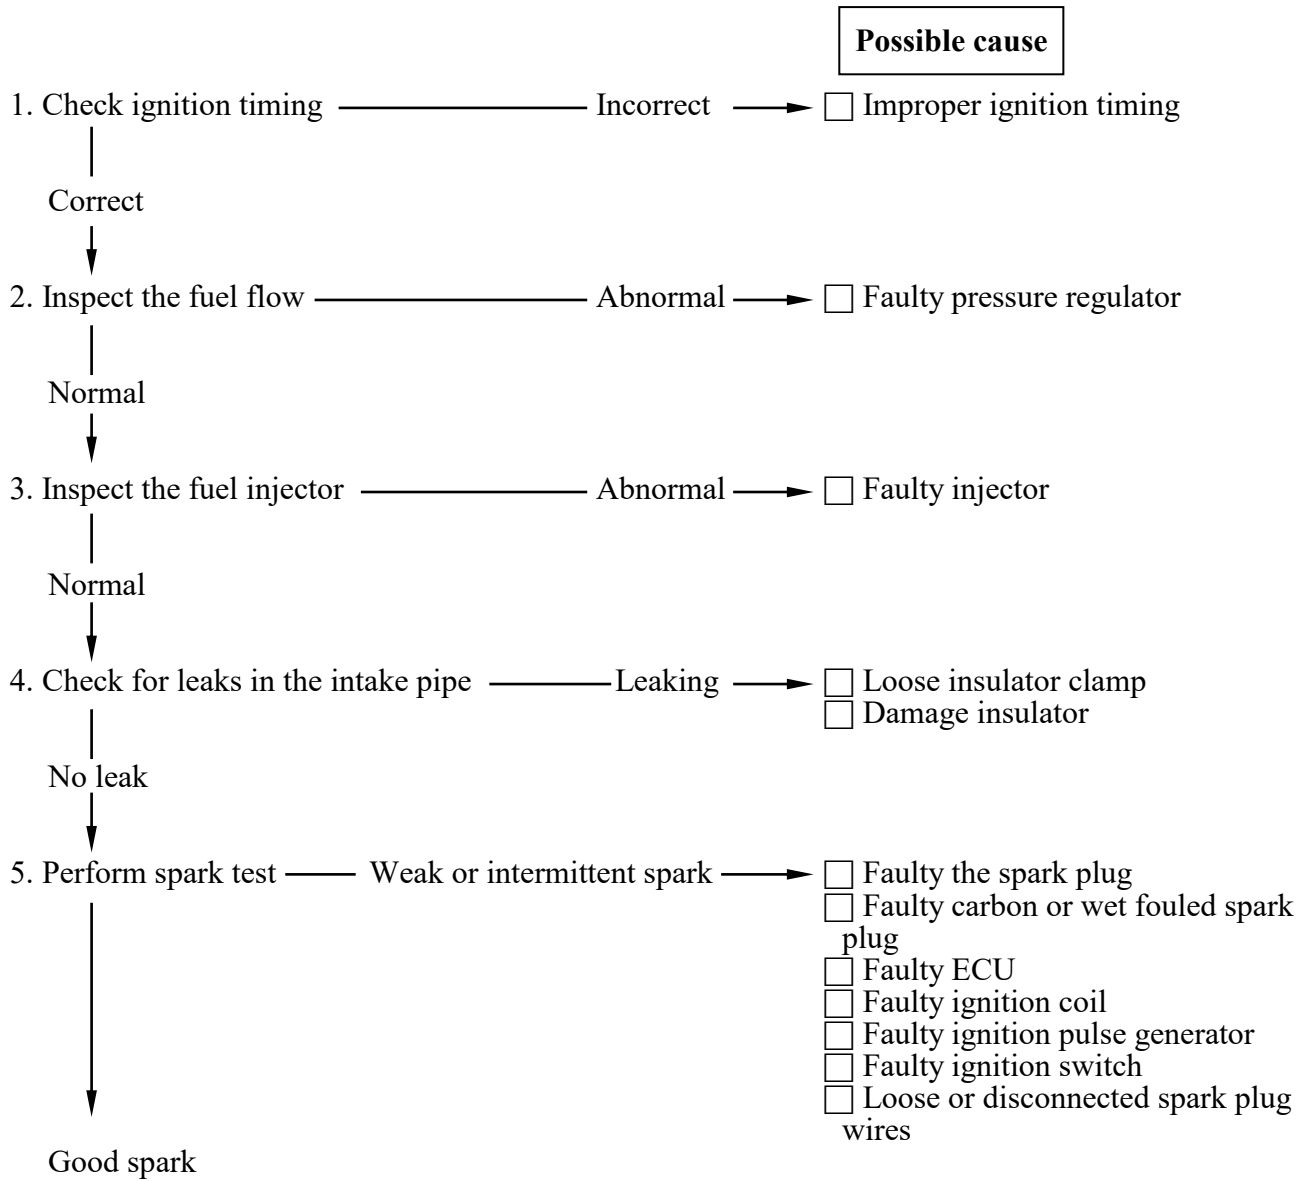 Possible cause
1. Check ignition timing Incorrect □ Improper ignition timing
Correct
2. Inspect the fuel flow Abnormal □ Faulty pressure regulator
Normal
3. Inspect the fuel injector Abnormal □ Faulty injector
Normal
4. Check for leaks in the intake pipe Leaking □ Loose insulator clamp
□ Damage insulator
No leak
5. Perform spark test Weak or intermittent spark □ Faulty the spark plug
□ Faulty carbon or wet fouled spark
plug
□ Faulty ECU
□ Faulty ignition coil
□ Faulty ignition pulse generator
□ Faulty ignition switch
□ Loose or disconnected spark plug
wires
Good spark